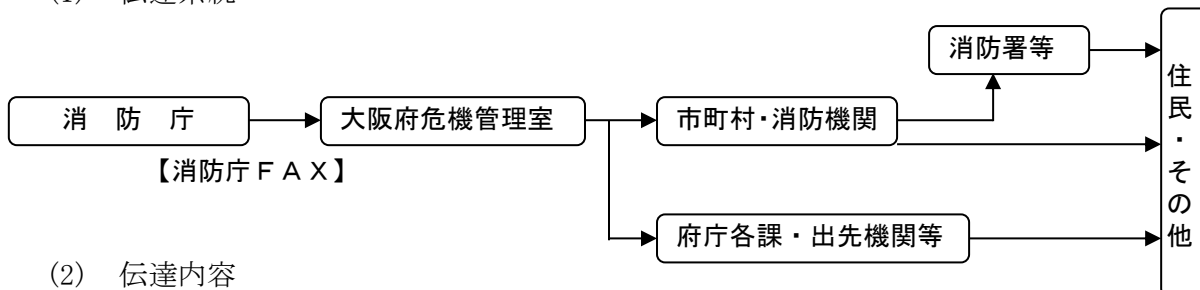 (1) 伝達系統
消防署等
消 防 庁
大阪府危機管理室
市町村・消防機関
住民・その他
【消防庁ＦＡＸ】
府庁各課・出先機関等
(2) 伝達内容